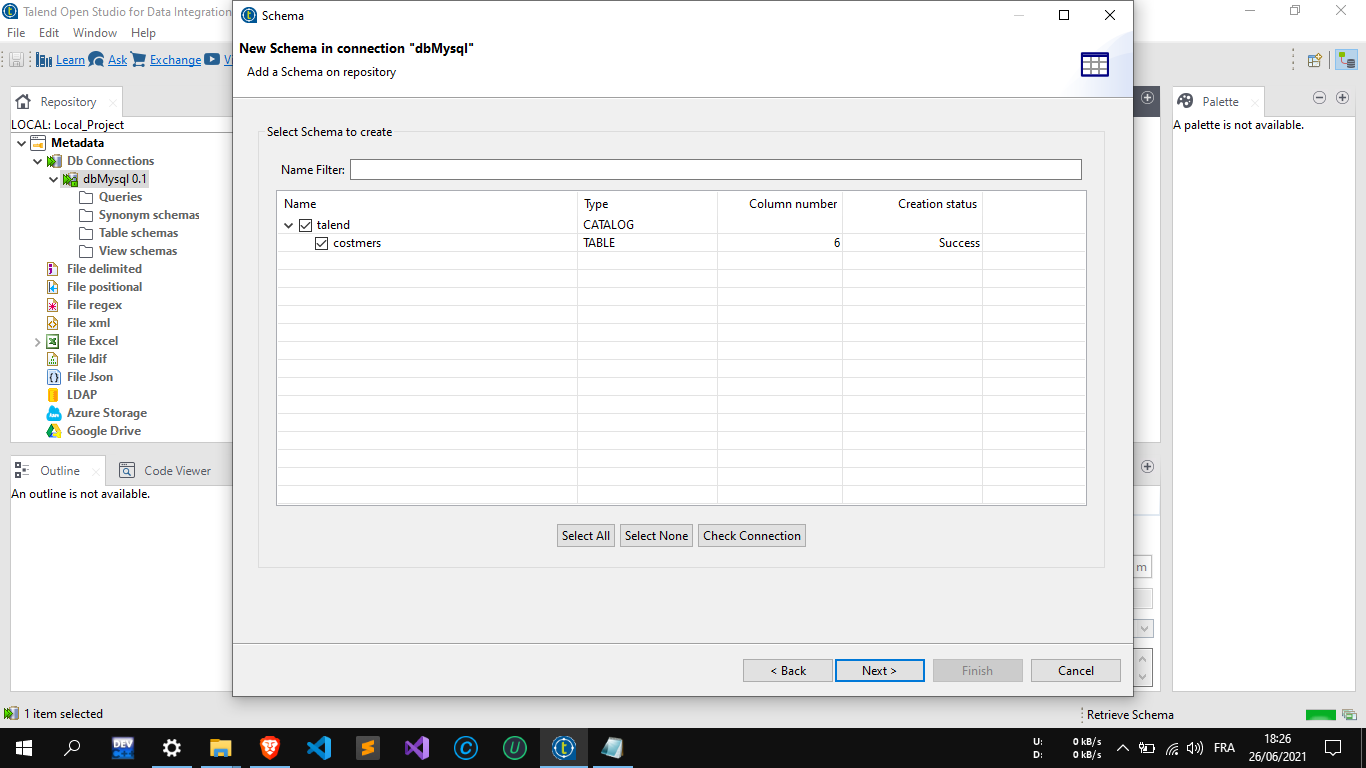 Talend Open Studio for Data Integration
Schema
File Edit Window Help
New Schema in connection "dbMysql"
Add a Schema on repository
Learn Ask Exchange
Repository
LOCAL: Local_Project
Metadata
Db Connections
dbMysql 0.1
Queries
Synonym schemas
Table schemas
View schemas
File delimited
File positional
File regex
File xml
File Excel
File ldif
File Json
LDAP
Azure Storage
Google Drive
Outline Code Viewer
An outline is not available.
Select Schema to create
Name Filter:
Name Type Column number Creation status
talend CATALOG
costmers TABLE 6 Success
Select All Select None Check Connection
< Back Next > Finish Cancel
Palette
A palette is not available.
m
1 item selected
Retrieve Schema
DEV
U: 0 kB/s
D: 0 kB/s
FRA
18:26
26/06/2021